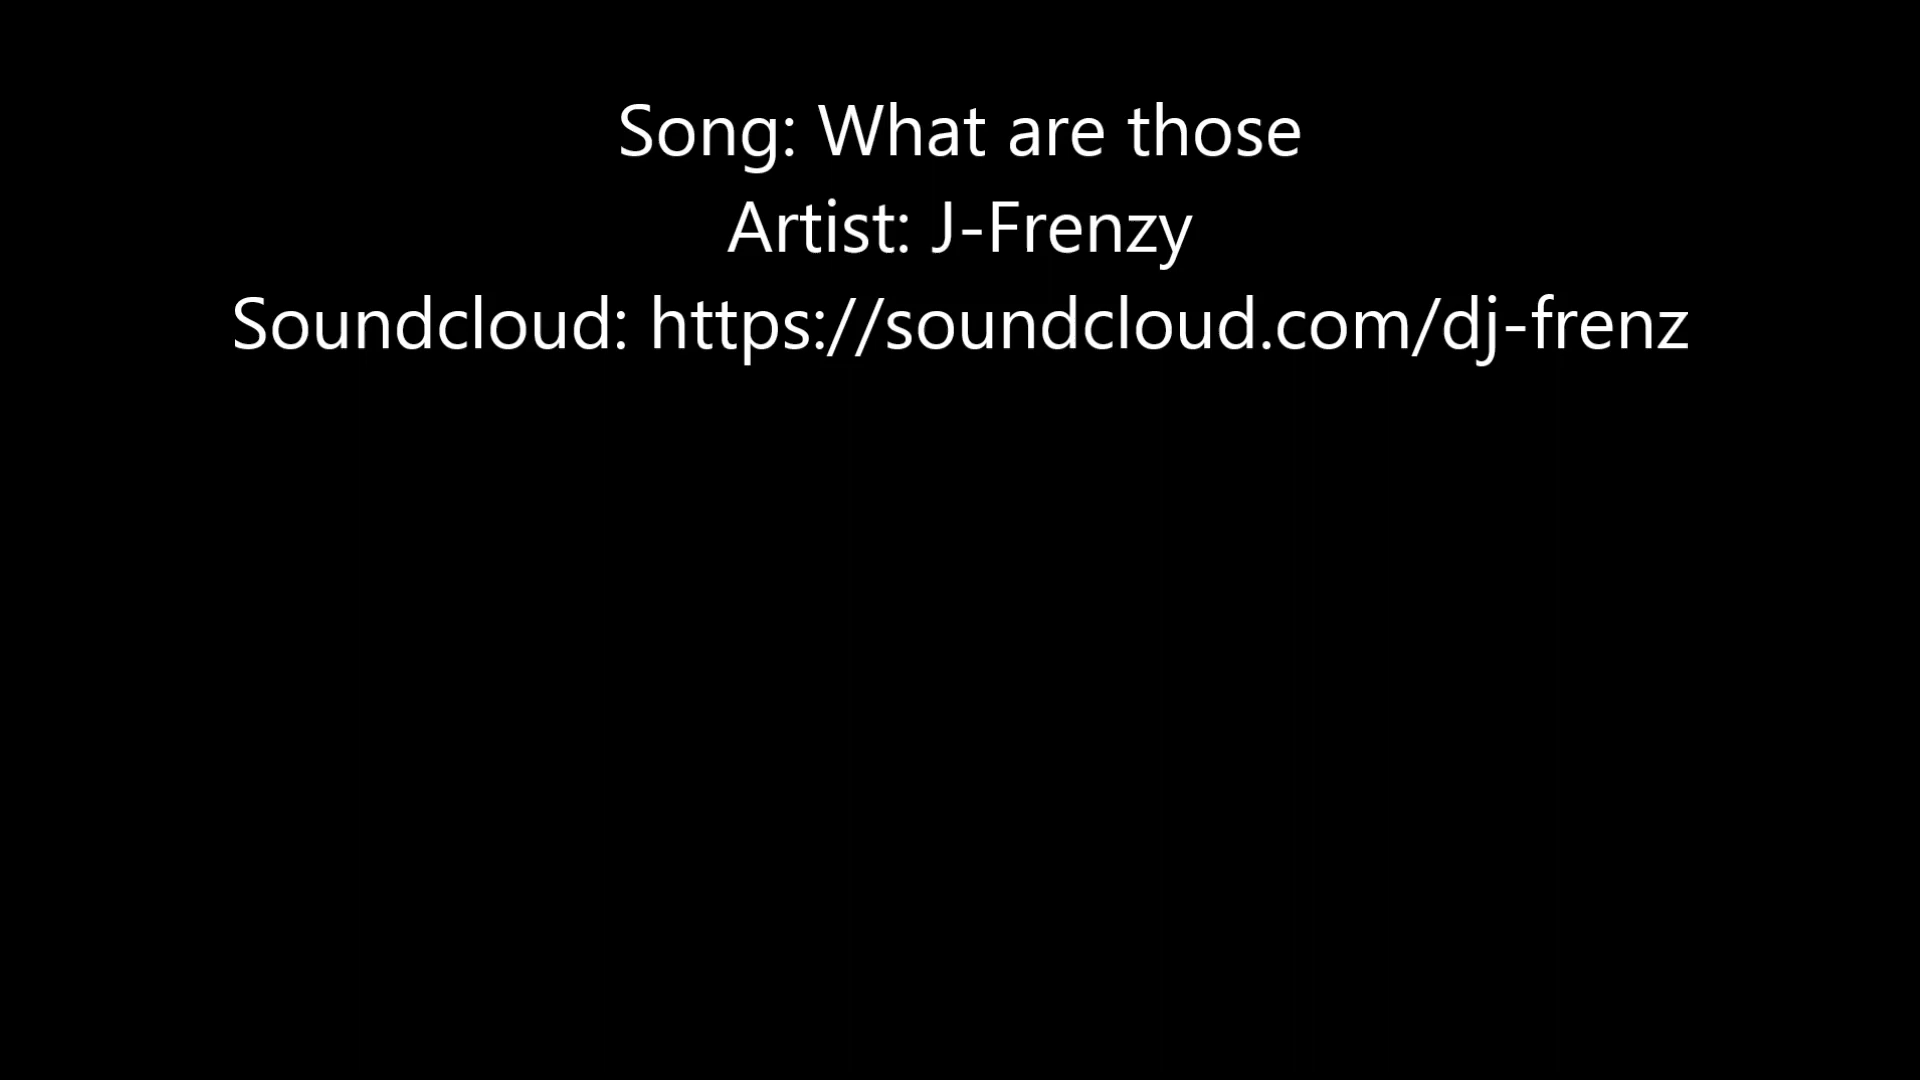 Song: What are those
Artist: J-Frenzy
Soundcloud: https://soundcloud.com/dj-frenz